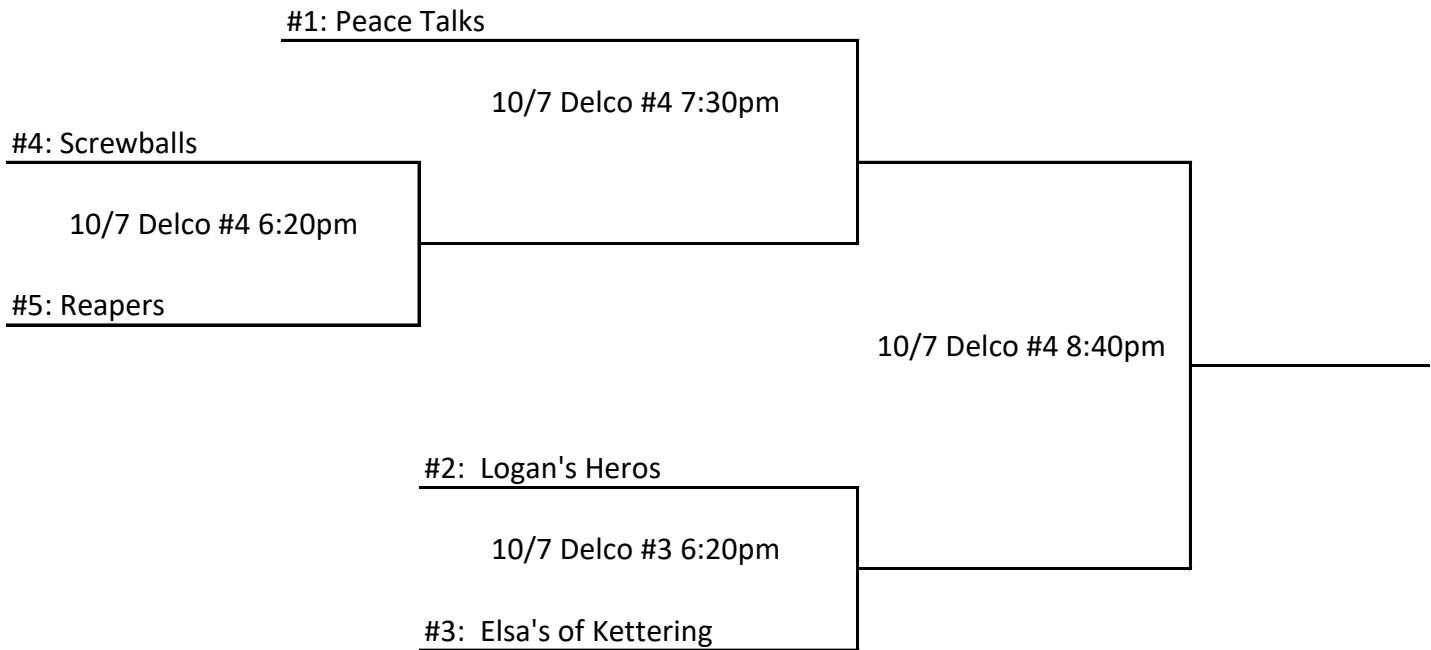 #1: Peace Talks
10/7 Delco #4 7:30pm
#4: Screwballs
10/7 Delco #4 6:20pm
#5: Reapers
10/7 Delco #4 8:40pm
#2:  Logan's Heros
10/7 Delco #3 6:20pm
#3:  Elsa's of Kettering